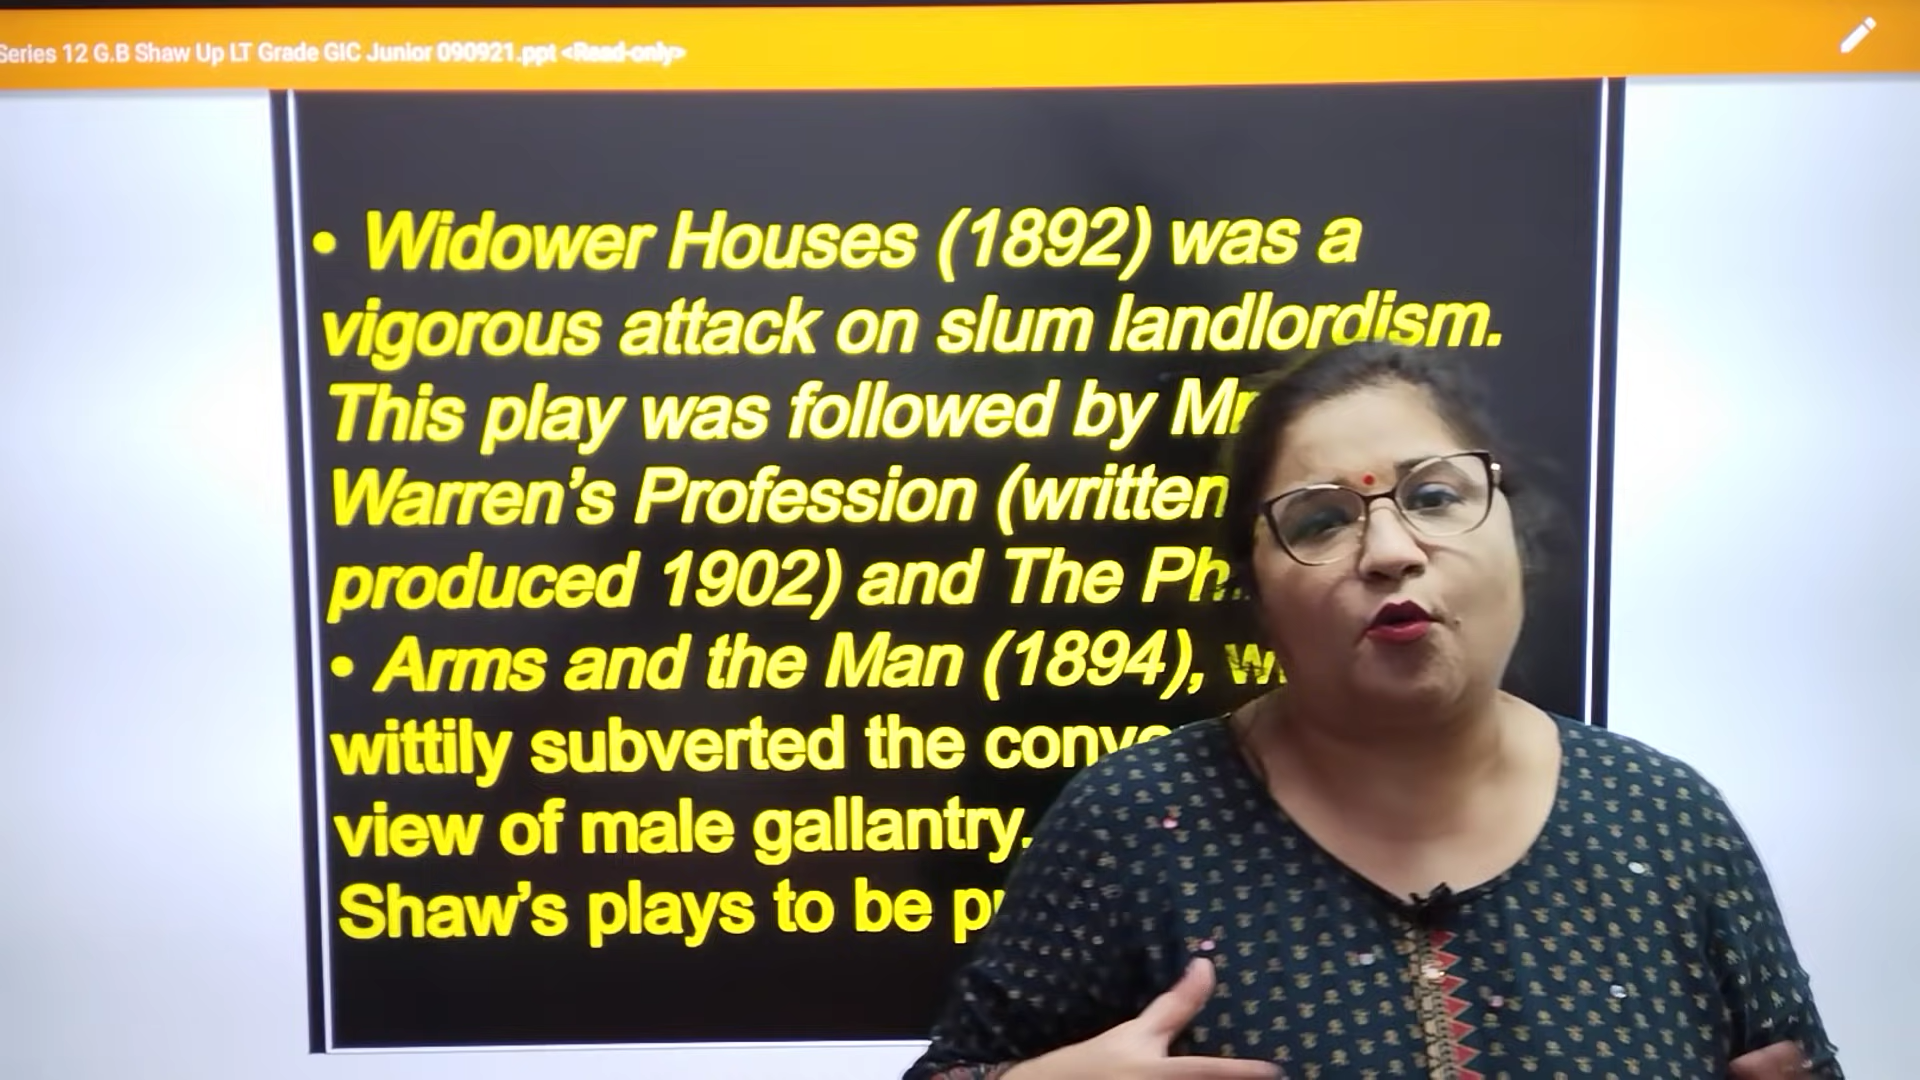 Series 12 G.B Shaw Up LT Grade GIC Junior 090921.ppt <Read-only>
• Widower Houses (1892) was a
vigorous attack on slum landlordism.
This play was followed by
Warren’s Profession (written
produced 1902) and The
• Arms and the Man (1894),
wittily subverted the
view of male gallantry.
Shaw’s plays to be